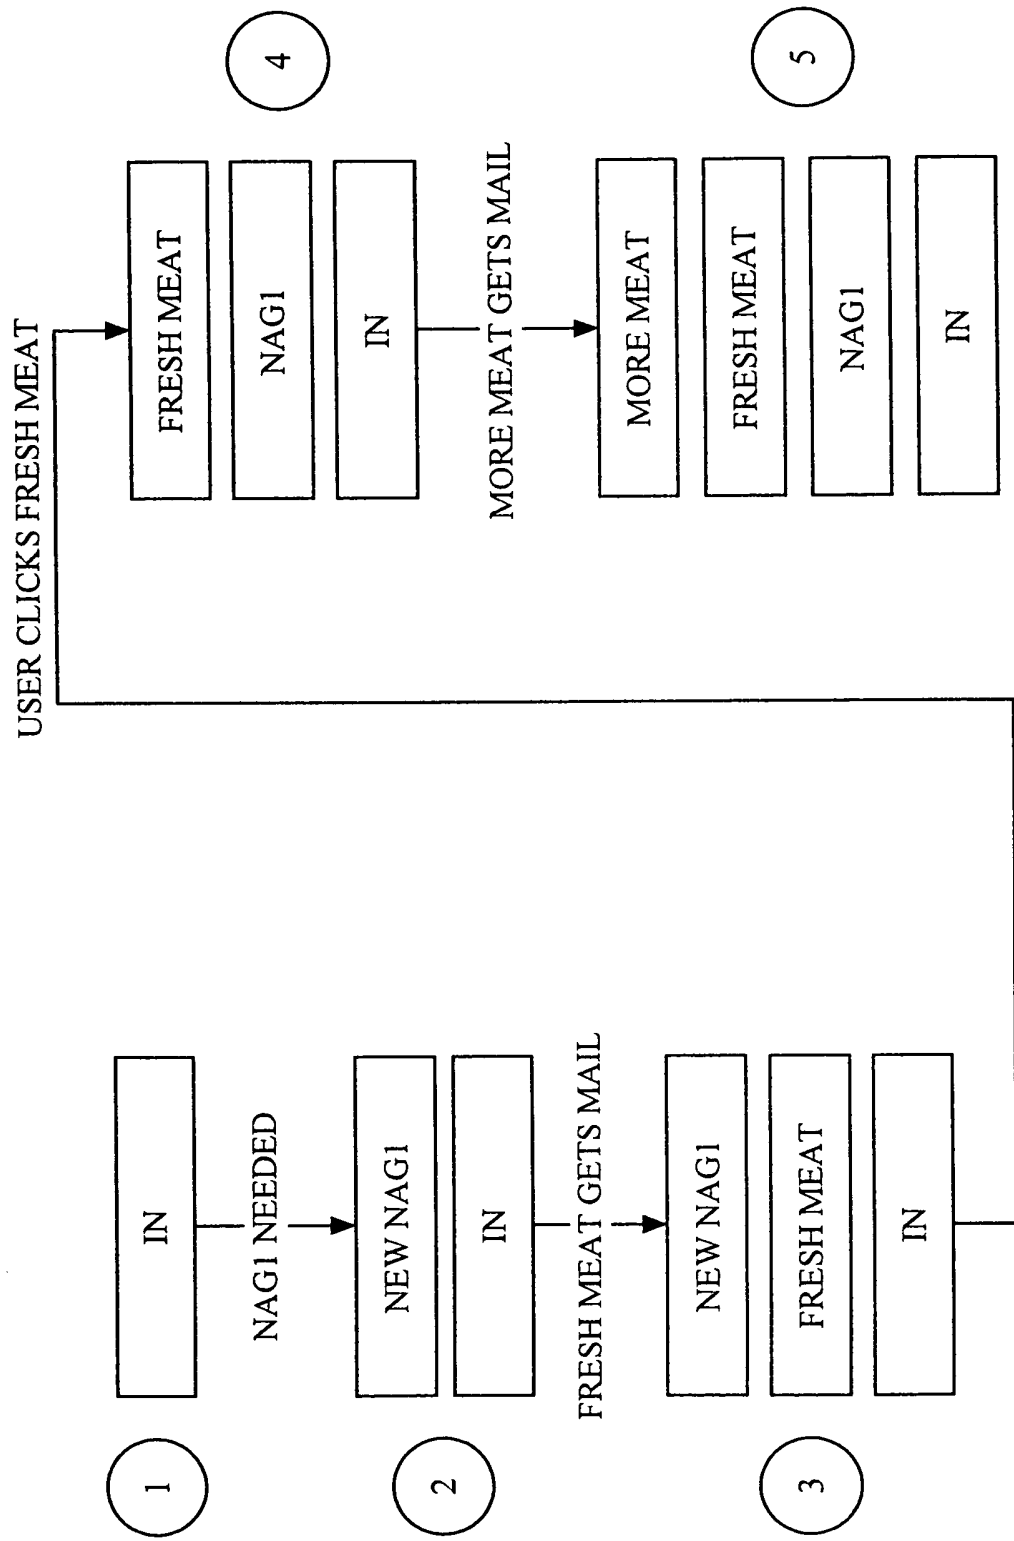 1
IN
NAG1 NEEDED
2
NEW NAG1
IN
FRESH MEAT GETS MAIL
3
NEW NAG1
FRESH MEAT
IN
USER CLICKS FRESH MEAT
4
FRESH MEAT
NAG1
IN
MORE MEAT GETS MAIL
5
MORE MEAT
FRESH MEAT
NAG1
IN